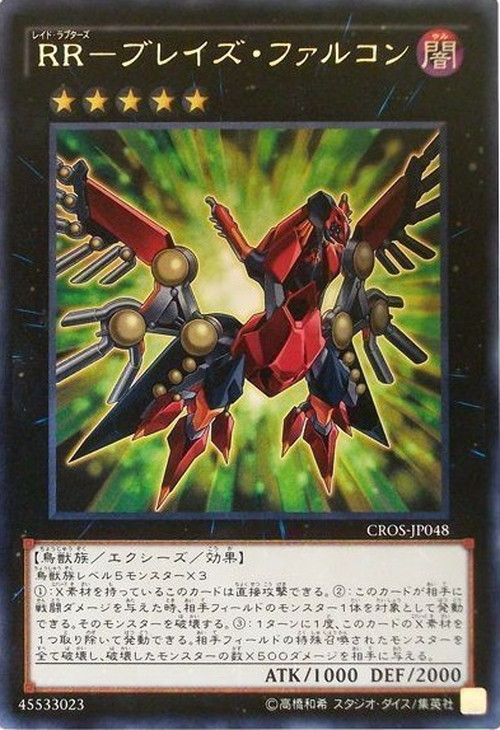 レイド・ラプターズ
RR－ブレイズ・ファルコン
ヤル
闇
CROS-JP048
【鳥獣族／エクシーズ／効果】
鳥獣族レベル5モンスター×3
①：X素材を持っているこのカードは直接攻撃できる。②：このカードが相手に
戦闘ダメージを与えた時、相手フィールドのモンスター1体を対象として発動
できる。そのモンスターを破壊する。③：1ターンに1度、このカードのX素材を
1つ取り除いて発動できる。相手フィールドの特殊召喚されたモンスターを
全て破壊し、破壊したモンスターの数×500ダメージを相手に与える。
ATK/1000 DEF/2000
45533023
©高橋和希 スタジオ・ダイス/集英社